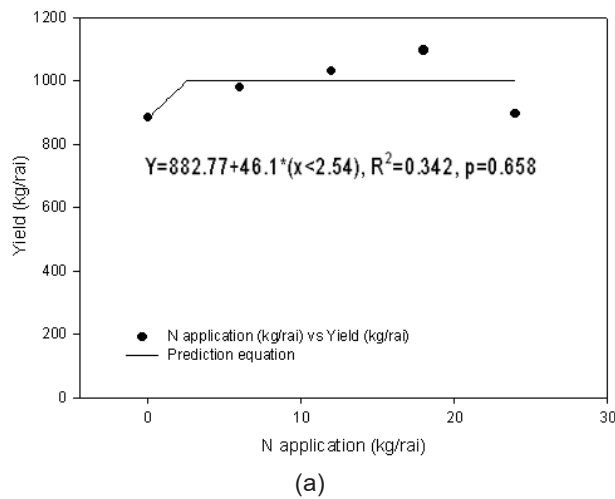 1200
1000
800
600
400
200
0
Yield (kg/rai)
Y=882.77+46.1*(x<2.54), R²=0.342, p=0.658
N application (kg/rai) vs Yield (kg/rai)
Prediction equation
0 10 20 30
N application (kg/rai)
(a)